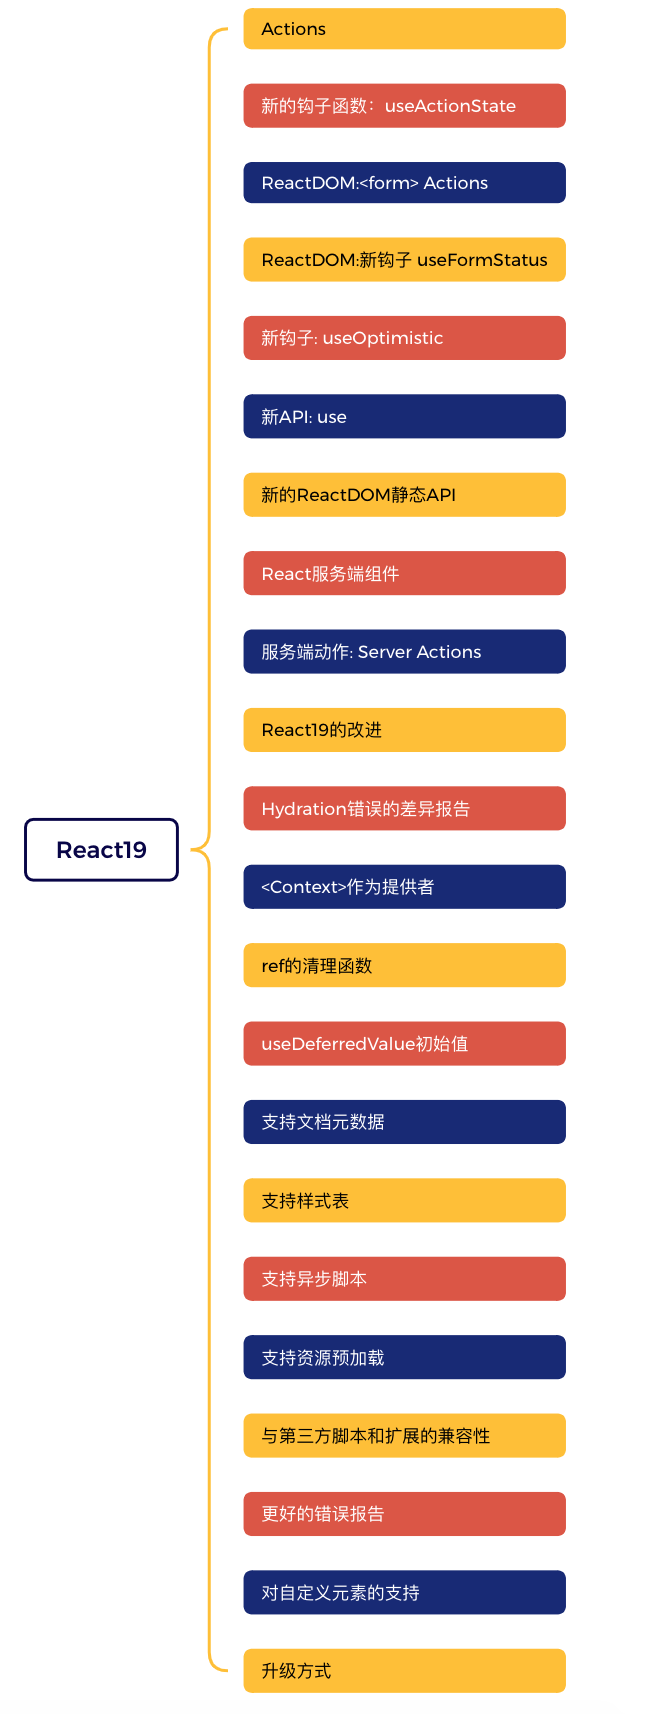 Actions
新的钩子函数：useActionState
ReactDOM:<form> Actions
ReactDOM:新钩子 useFormStatus
新钩子: useOptimistic
新API: use
新的ReactDOM静态API
React服务端组件
服务端动作: Server Actions
React19的改进
Hydration错误的差异报告
React19
<Context>作为提供者
ref的清理函数
useDeferredValue初始值
支持文档元数据
支持样式表
支持异步脚本
支持资源预加载
与第三方脚本和扩展的兼容性
更好的错误报告
对自定义元素的支持
升级方式